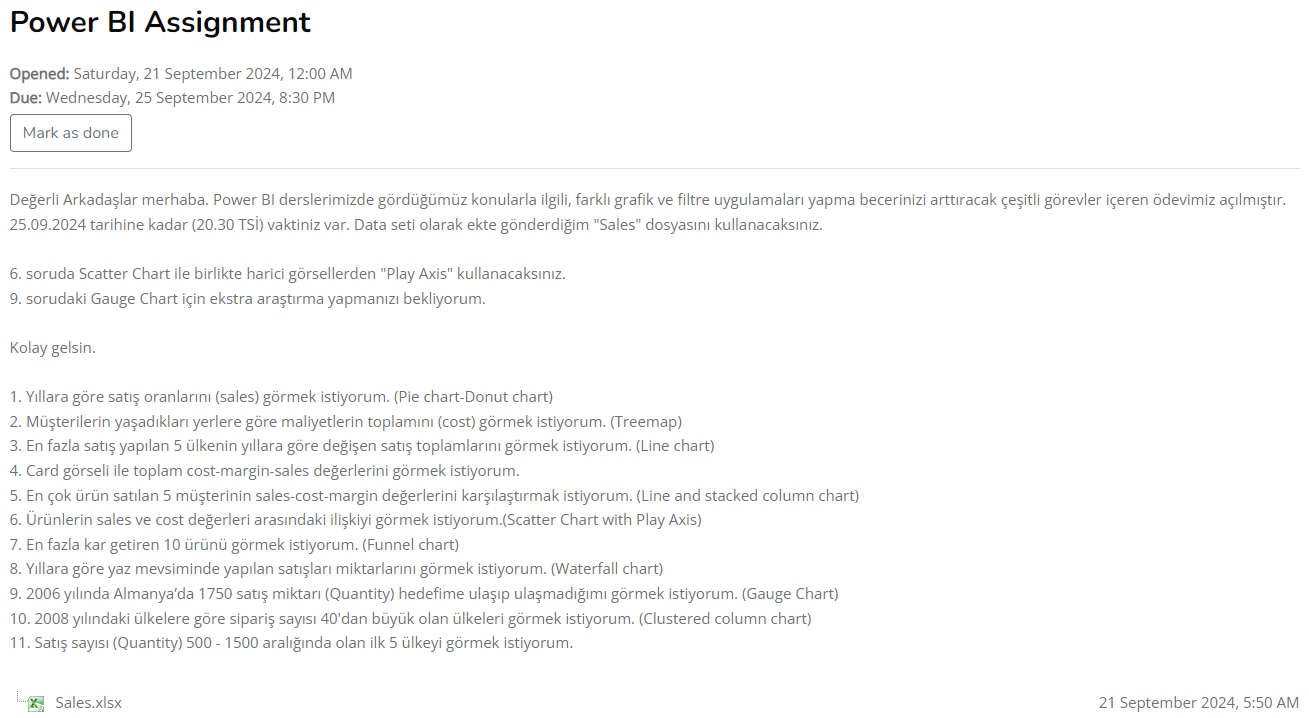 Power BI Assignment
Opened: Saturday, 21 September 2024, 12:00 AM
Due: Wednesday, 25 September 2024, 8:30 PM
Mark as done
Değerli Arkadaşlar merhaba. Power BI derslerimizde gördüğümüz konularla ilgili, farklı grafik ve filtre uygulamaları yapma becerinizi arttıracak çeşitli görevler içeren ödevimiz açılmıştır.
25.09.2024 tarihine kadar (20.30 TSİ) vaktiniz var. Data seti olarak ekte gönderdiğim "Sales" dosyasını kullanacaksınız.
6. soruda Scatter Chart ile birlikte harici görsellerden "Play Axis" kullanacaksınız.
9. sorudaki Gauge Chart için ekstra araştırma yapmanızı bekliyorum.
Kolay gelsin.
1. Yıllara göre satış oranlarını (sales) görmek istiyorum. (Pie chart-Donut chart)
2. Müşterilerin yaşadıkları yerlere göre maliyetlerin toplamını (cost) görmek istiyorum. (Treemap)
3. En fazla satış yapılan 5 ülkenin yıllara göre değişen satış toplamlarını görmek istiyorum. (Line chart)
4. Card görseli ile toplam cost-margin-sales değerlerini görmek istiyorum.
5. En çok ürün satılan 5 müşterinin sales-cost-margin değerlerini karşılaştırmak istiyorum. (Line and stacked column chart)
6. Ürünlerin sales ve cost değerleri arasındaki ilişkiyi görmek istiyorum.(Scatter Chart with Play Axis)
7. En fazla kar getiren 10 ürünü görmek istiyorum. (Funnel chart)
8. Yıllara göre yaz mevsiminde yapılan satışları miktarlarını görmek istiyorum. (Waterfall chart)
9. 2006 yılında Almanya'da 1750 satış miktarı (Quantity) hedefime ulaşıp ulaşmadığımı görmek istiyorum. (Gauge Chart)
10. 2008 yılındaki ülkelere göre sipariş sayısı 40'dan büyük olan ülkeleri görmek istiyorum. (Clustered column chart)
11. Satış sayısı (Quantity) 500 - 1500 aralığında olan ilk 5 ülkeyi görmek istiyorum.
Sales.xlsx 21 September 2024, 5:50 AM